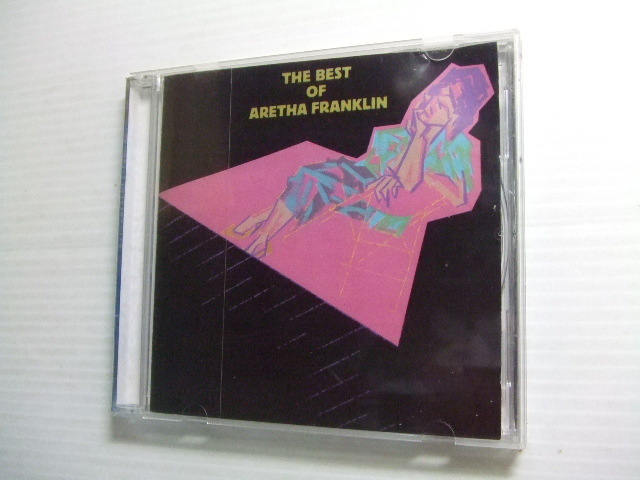 THE BEST
OF
ARETHA FRANKLIN